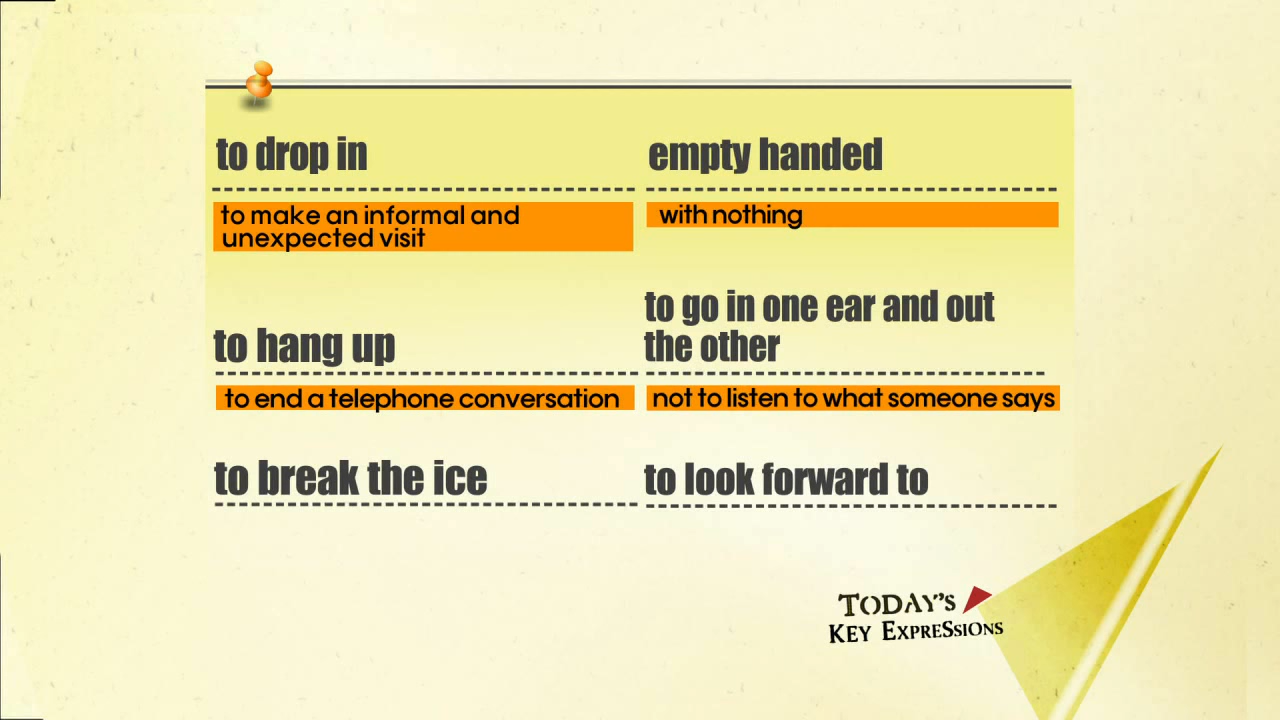 to drop in
empty handed
to make an informal and
unexpected visit
with nothing
to hang up
to go in one ear and out
the other
to end a telephone conversation
not to listen to what someone says
to break the ice
to look forward to
TODAY'S
KEY EXPRESSIONS